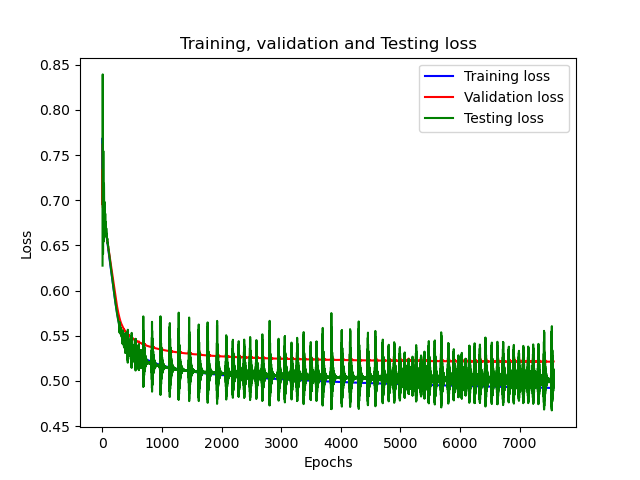 Training, validation and Testing loss
Training loss
Validation loss
Testing loss
Loss
0.85
0.80
0.75
0.70
0.65
0.60
0.55
0.50
0.45
0 1000 2000 3000 4000 5000 6000 7000
Epochs